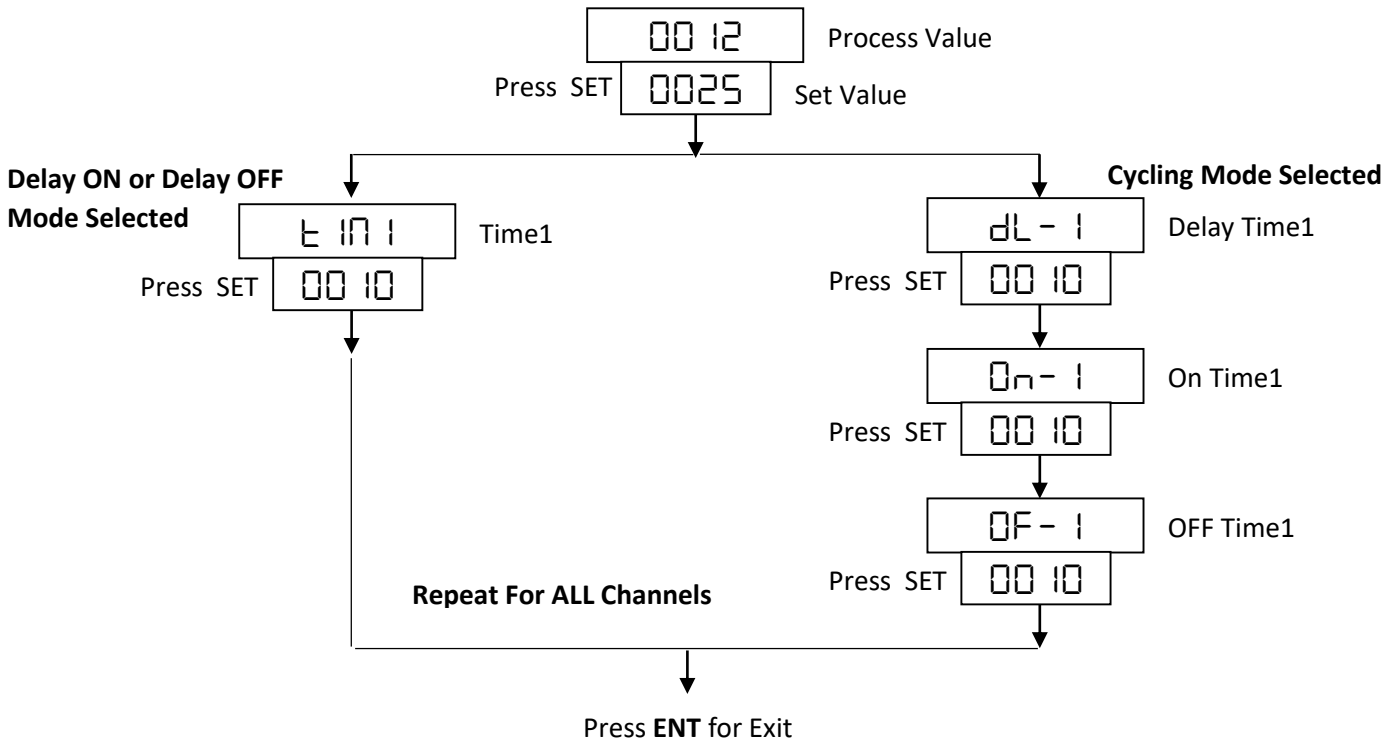 0012 Process Value
Press SET 0025 Set Value
Delay ON or Delay OFF
Mode Selected
tIM1 Time1
Press SET 0010
Cycling Mode Selected
dL-1 Delay Time1
Press SET 0010
On-1 On Time1
Press SET 0010
OF-1 OFF Time1
Press SET 0010
Repeat For ALL Channels
Press ENT for Exit